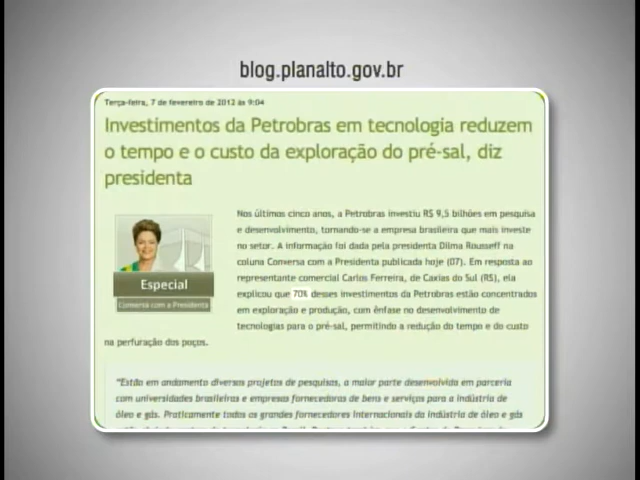 blog.planalto.gov.br
Terça-feira, 7 de fevereiro de 2012 às 9:04
Investimentos da Petrobras em tecnologia reduzem
o tempo e o custo da exploração do pré-sal, diz
presidenta
Nos últimos cinco anos, a Petrobras investiu R$ 9,5 bilhões em pesquisa
e desenvolvimento, tornando-se a empresa brasileira que mais investe
no setor. A informação foi dada pela presidenta Dilma Rousseff na
coluna Conversa com a Presidenta publicada hoje (07). Em resposta ao
representante comercial Carlos Ferreira, de Caxias do Sul (RS), ela
explicou que 70% desses investimentos da Petrobras estão concentrados
em exploração e produção, com ênfase no desenvolvimento de
tecnologias para o pré-sal, permitindo a redução do tempo e do custo
na perfuração dos poços.
Especial
Conversa com a Presidenta
"Estão em andamento diversos projetos de pesquisas, a maior parte desenvolvida em parceria
com universidades brasileiras e empresas fornecedoras de bens e serviços para a indústria de
óleo e gás. Praticamente todos os grandes fornecedores internacionais da indústria de óleo e gás